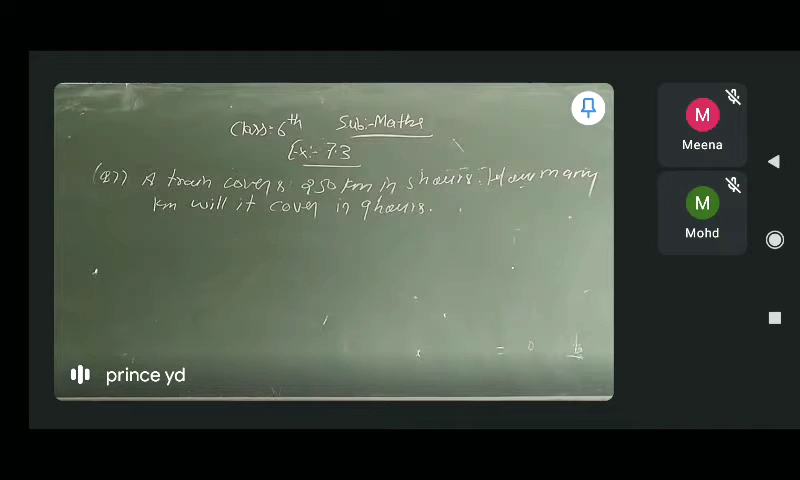 Class:- 6th Sub:- Maths
Ex:- 7.3
(Q7) A train covers 950 km in 5 hours. How many
km will it cover in 9 hours.
= 0
prince yd
M
Meena
M
Mohd